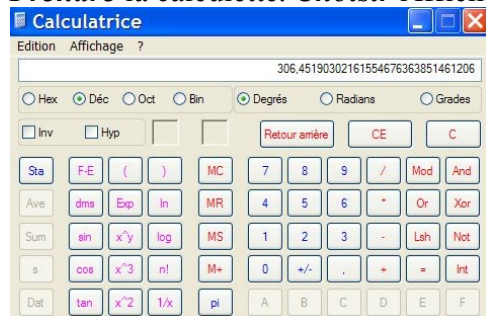 Calculatrice
Edition Affichage ?
306,45190302161554676363851461206
Hex Déc Oct Bin Degrés Radians Grades
Inv Hyp Retour arrière CE C
Sta F-E ( ) MC 7 8 9 / Mod And
Ave dms Exp ln MR 4 5 6 * Or Xor
Sum sin x^y log MS 1 2 3 - Lsh Not
s cos x^3 n! M+ 0 +/- , + = Int
Dat tan x^2 1/x pi A B C D E F